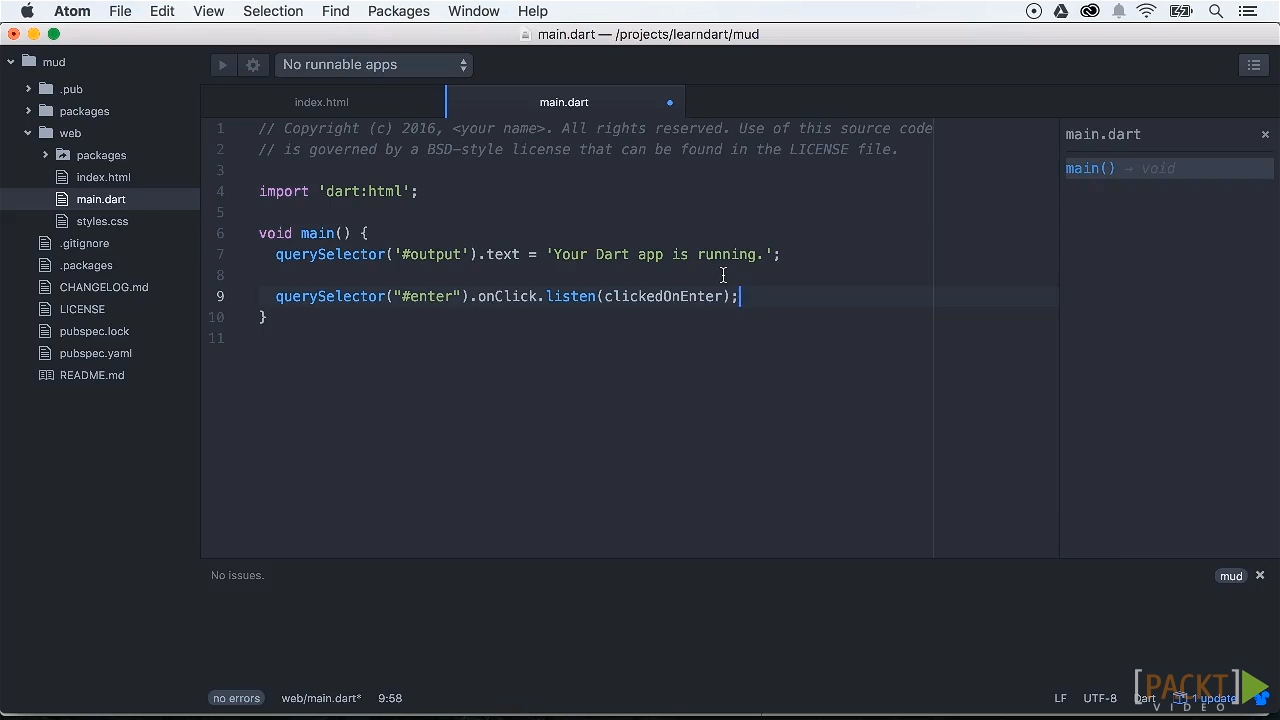 Atom File Edit View Selection Find Packages Window Help
main.dart — /projects/learndart/mud
mud
.pub
packages
web
packages
index.html
main.dart
styles.css
.gitignore
.packages
CHANGELOG.md
LICENSE
pubspec.lock
pubspec.yaml
README.md
No runnable apps
index.html
main.dart
1 // Copyright (c) 2016, <your name>. All rights reserved. Use of this source code
2 // is governed by a BSD-style license that can be found in the LICENSE file.
3
4 import 'dart:html';
5
6 void main() {
7 querySelector('#output').text = 'Your Dart app is running.';
8
9 querySelector("#enter").onClick.listen(clickedOnEnter);
10 }
11
main.dart ×
main() → void
No issues.
mud ×
no errors web/main.dart* 9:58
LF UTF-8 Dart 1 update
[PACKT]
VIDEO